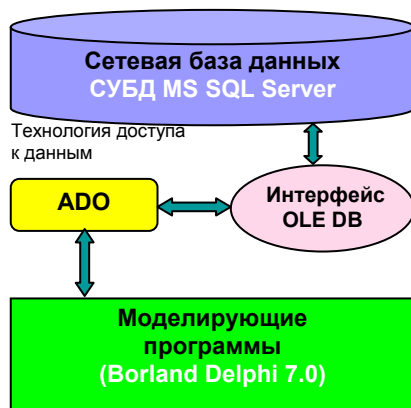 Сетевая база данных
СУБД MS SQL Server
Технология доступа
к данным
ADO
Интерфейс
OLE DB
Моделирующие
программы
(Borland Delphi 7.0)